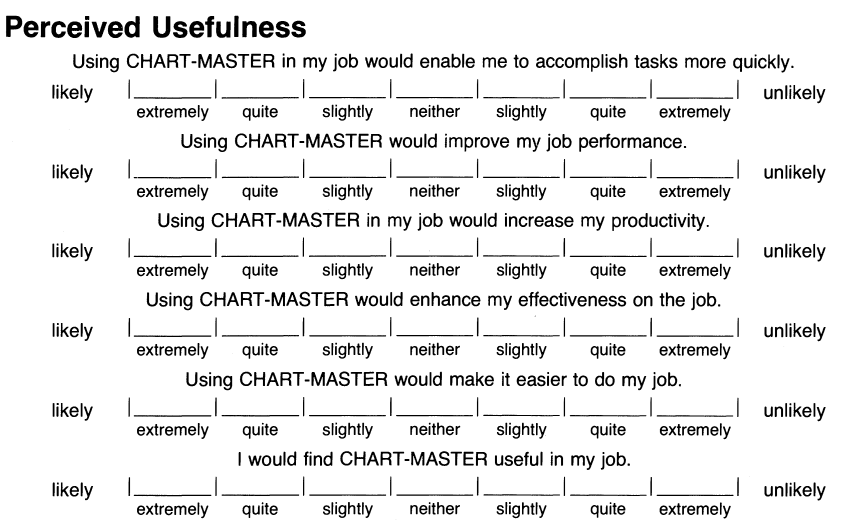 Perceived Usefulness
Using CHART-MASTER in my job would enable me to accomplish tasks more quickly.
likely unlikely
extremely quite slightly neither slightly quite extremely
Using CHART-MASTER would improve my job performance.
likely unlikely
extremely quite slightly neither slightly quite extremely
Using CHART-MASTER in my job would increase my productivity.
likely unlikely
extremely quite slightly neither slightly quite extremely
Using CHART-MASTER would enhance my effectiveness on the job.
likely unlikely
extremely quite slightly neither slightly quite extremely
Using CHART-MASTER would make it easier to do my job.
likely unlikely
extremely quite slightly neither slightly quite extremely
I would find CHART-MASTER useful in my job.
likely unlikely
extremely quite slightly neither slightly quite extremely